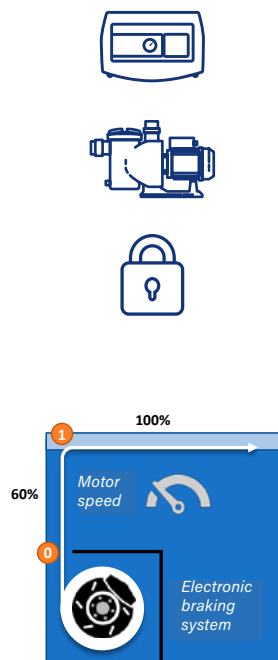 100%
1
Motor
speed
60%
0
Electronic
braking
system